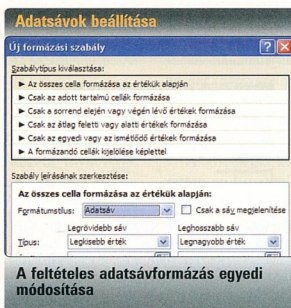 Adatsávok beállítása
Új formázási szabály
Szabálytípus kiválasztása:
► Az összes cella formázása az értékük alapján
► Csak az adott tartalmú cellák formázása
► Csak a sorrend elején vagy végén lévő értékek formázása
► Csak az átlag feletti vagy alatti értékek formázása
► Csak az egyedi vagy az ismétlődő értékek formázása
► A formázandó cellák kijelölése képlettel
Szabály leírásának szerkesztése:
Az összes cella formázása az értékük alapján:
Formátumstílus: Adatsáv Csak a sáv megjelenítése
Legrövidebb sáv Leghosszabb sáv
Típus: Legkisebb érték Legnagyobb érték
A feltételes adatsávformázás egyedi
módosítása